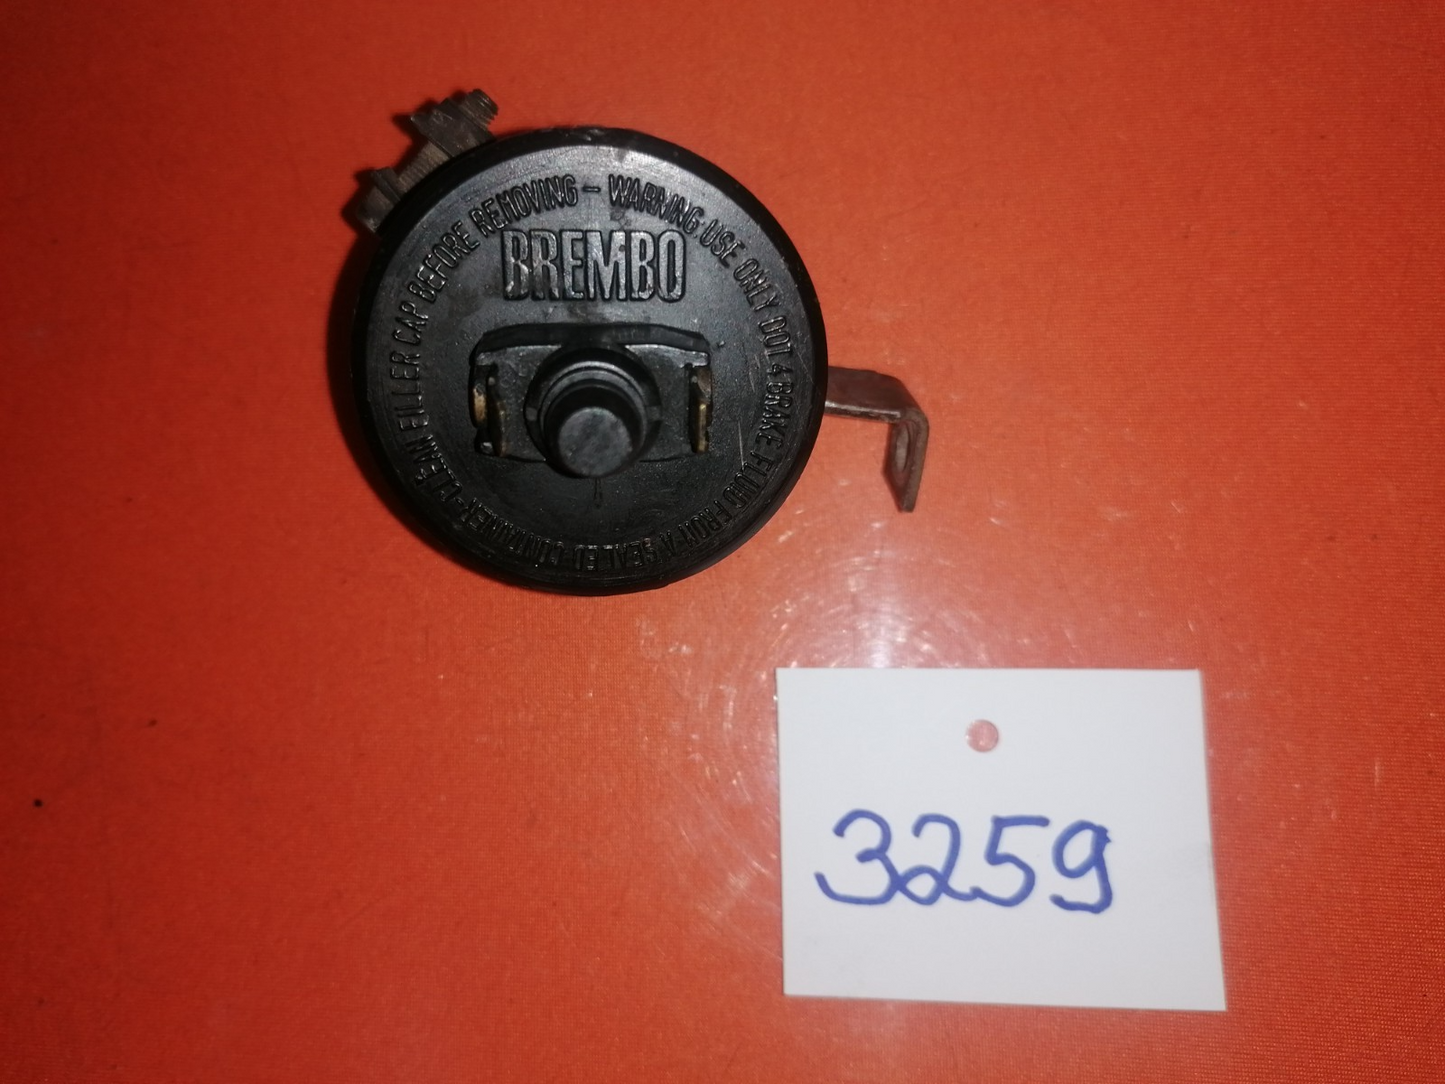 BREMBO
WARNING: USE ONLY DOT 4 BRAKE FLUID FROM A SEALED CONTAINER - CLEAN FILLER CAP BEFORE REMOVING -
3259